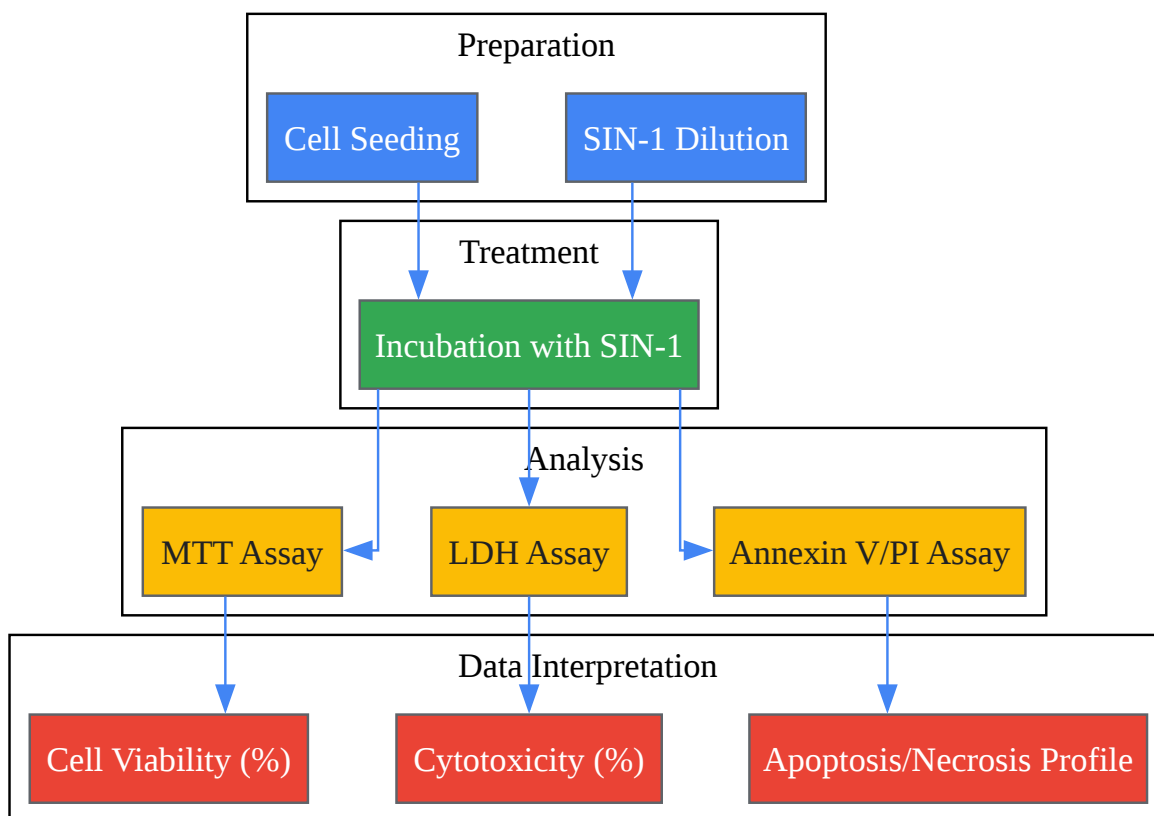 Preparation
Cell Seeding
SIN-1 Dilution
Treatment
Incubation with SIN-1
Analysis
MTT Assay
LDH Assay
Annexin V/PI Assay
Data Interpretation
Cell Viability (%)
Cytotoxicity (%)
Apoptosis/Necrosis Profile